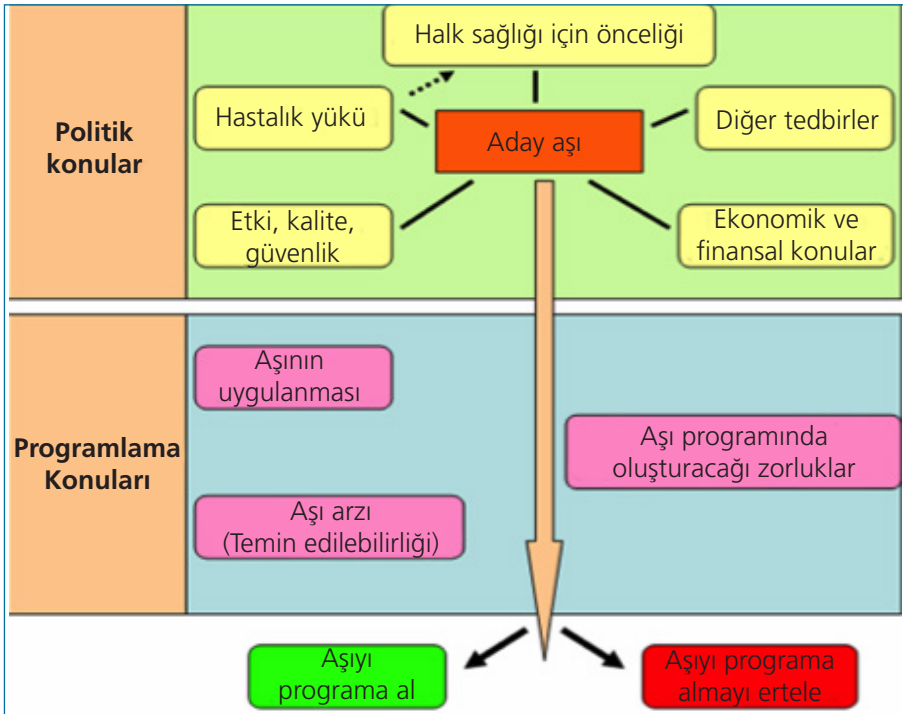 Politik
konular
Halk sağlığı için önceliği
Hastalık yükü
Aday aşı
Diğer tedbirler
Etki, kalite,
güvenlik
Ekonomik ve
finansal konular
Programlama
Konuları
Aşının
uygulanması
Aşı programında
oluşturacağı zorluklar
Aşı arzı
(Temin edilebilirliği)
Aşıyı
programa al
Aşıyı programa
almayı ertele